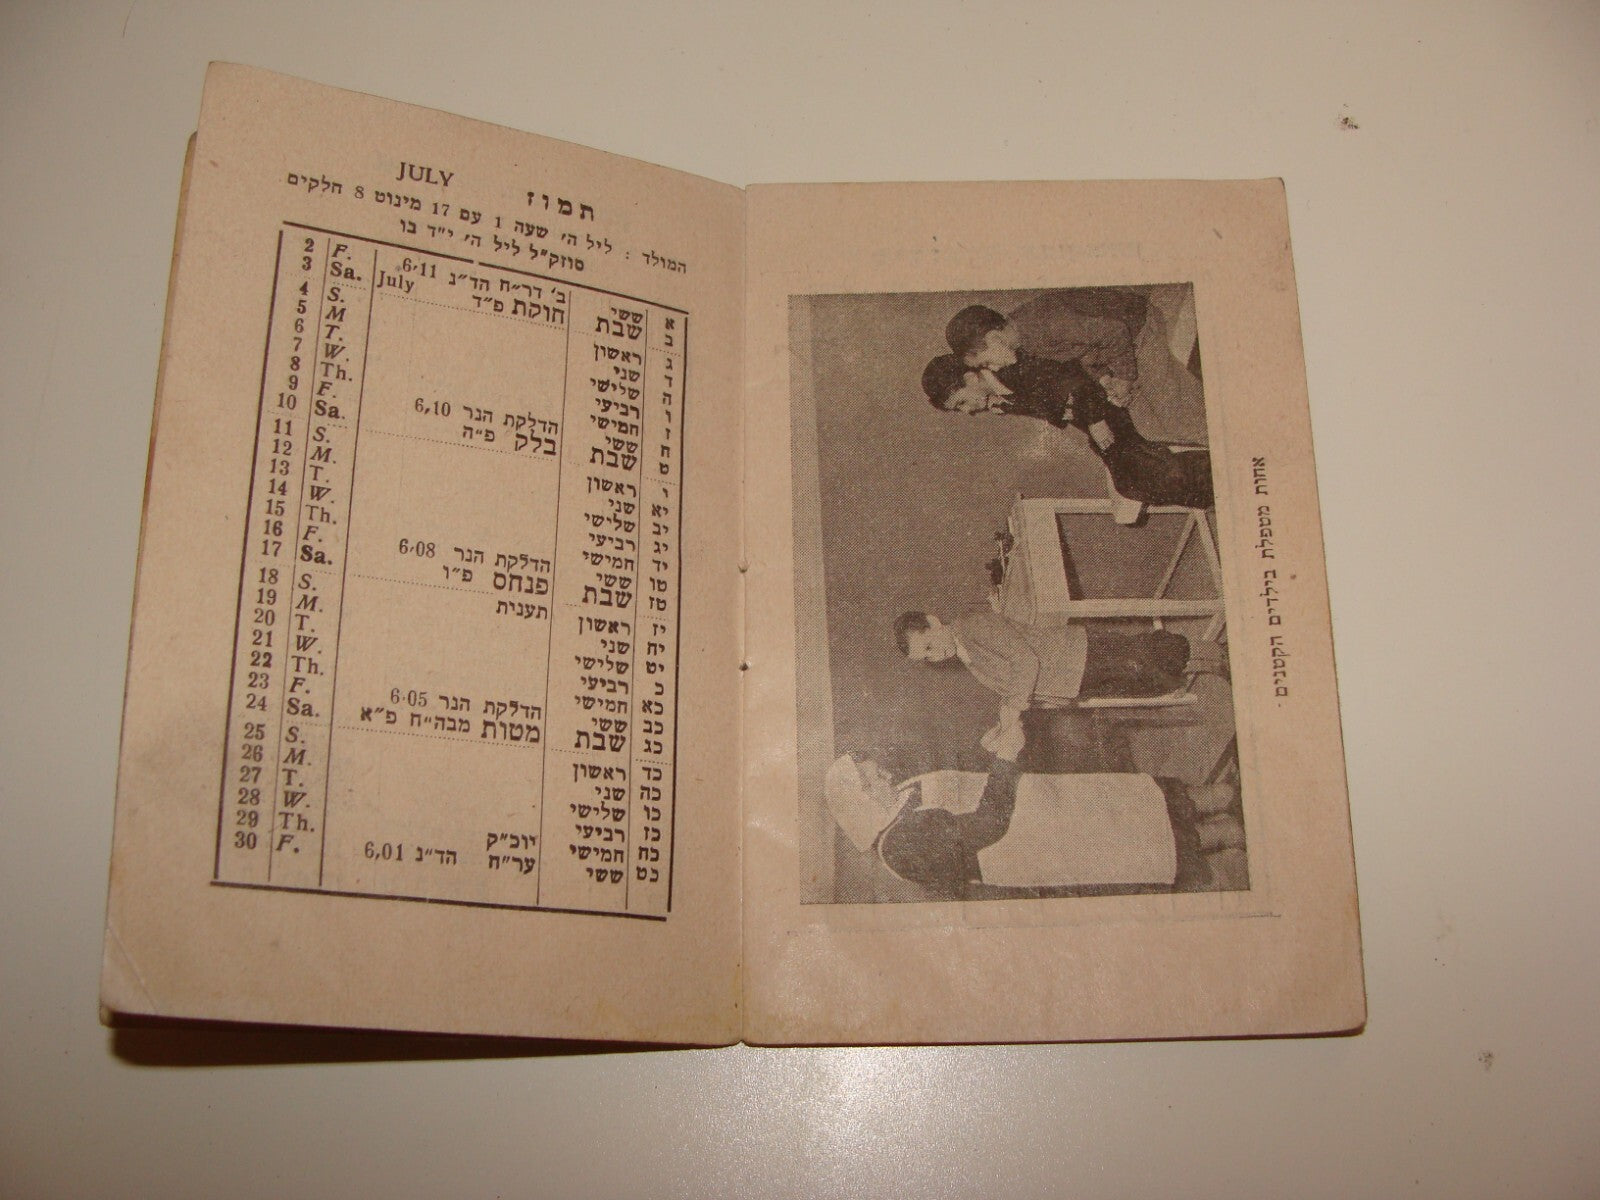 תמוז JULY
המולד : ליל ה׳ שעה 1 עם 17 מינוט 8 חלקים
סוזק״ל ליל ה׳ י״ד בו
א ששי ב׳ דר״ח הד״נ 6,11 F. 2
ב שבת חוקת פ״ד July Sa. 3
ג ראשון S. 4
ד שני M 5
ה שלישי T. 6
ו רביעי W. 7
ז חמישי Th. 8
ח ששי הדלקת הנר 6,10 F. 9
ט שבת בלק פ״ה Sa. 10
י ראשון S. 11
יא שני M. 12
יב שלישי T. 13
יג רביעי W. 14
יד חמישי Th. 15
טו ששי הדלקת הנר 6,08 F. 16
טז שבת פנחס פ״ו Sa. 17
יז ראשון תענית S. 18
יח שני M. 19
יט שלישי T. 20
כ רביעי W. 21
כא חמישי Th. 22
כב ששי הדלקת הנר 6,05 F. 23
כג שבת מטות מבה״ח פ״א Sa. 24
כד ראשון S. 25
כה שני M. 26
כו שלישי T. 27
כז רביעי W. 28
כח חמישי יוכ״ק Th. 29
כט ששי ער״ח הד״נ 6,01 F. 30
אחות מטפלת בילדים הקטנים.